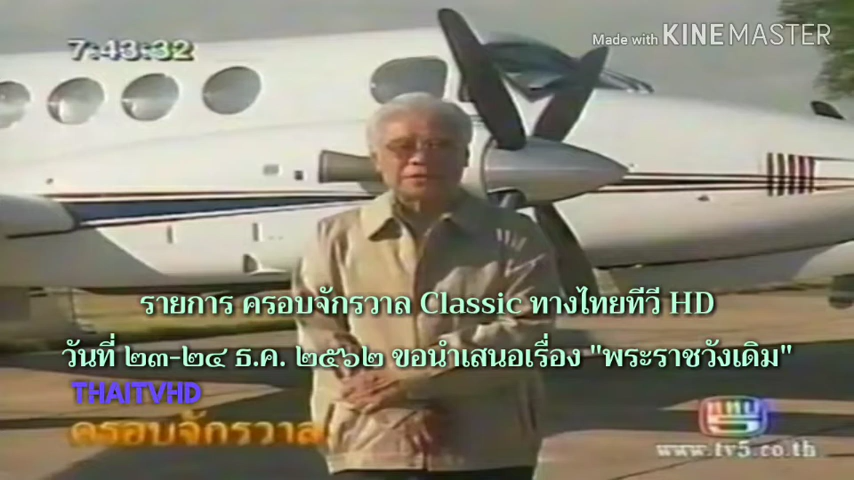 7:43:32
Made with KINEMASTER
รายการ ครอบจักรวาล Classic ทางไทยทีวี HD
วันที่ ๒๓-๒๔ ธ.ค. ๒๕๖๒ ขอนำเสนอเรื่อง "พระราชวังเดิม"
THAITVHD
ครอบจักรวาล
ททบ 5
www.tv5.co.th